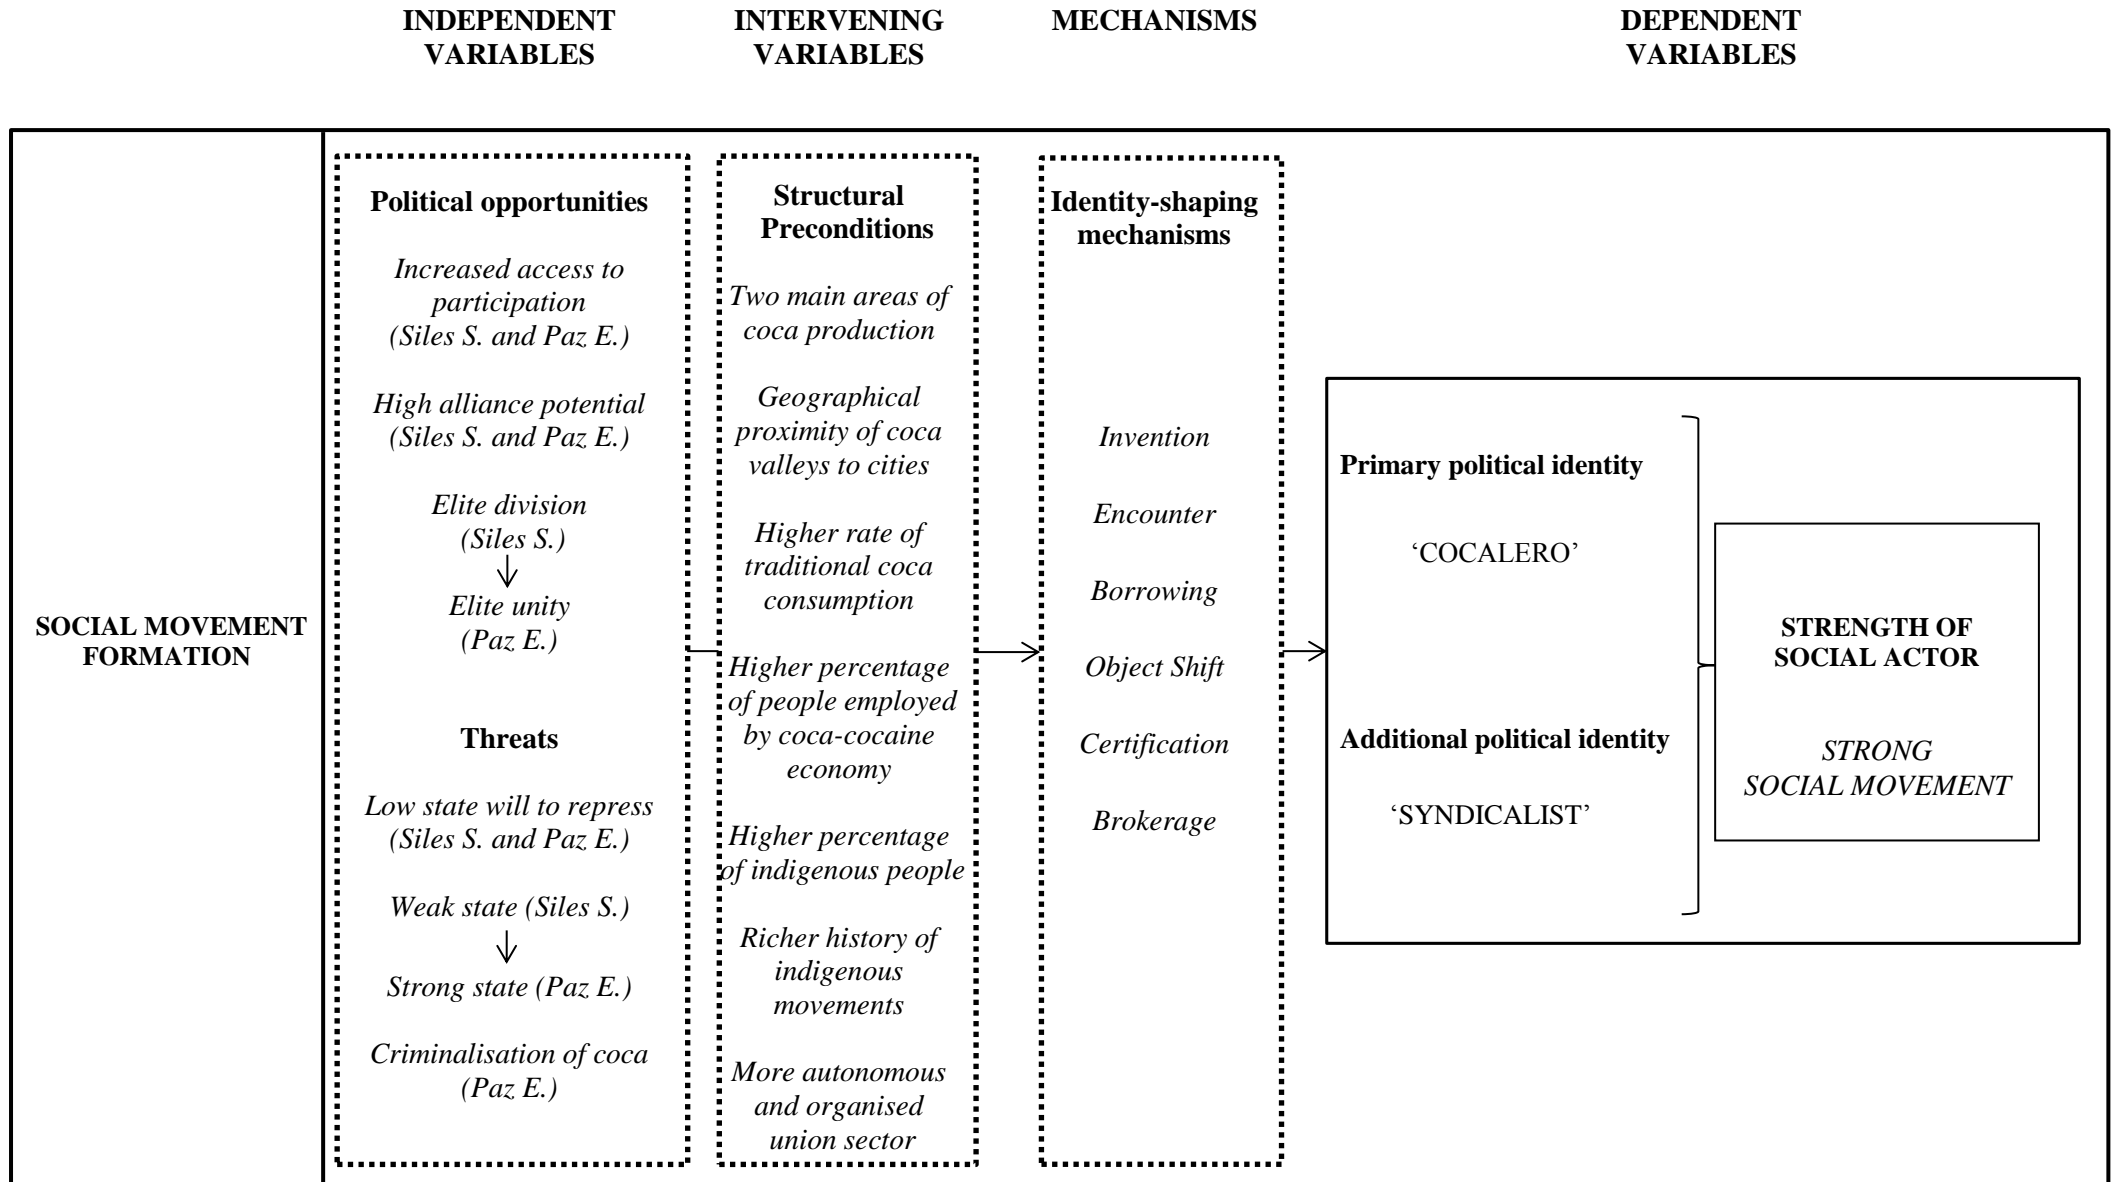 INDEPENDENT
VARIABLES
INTERVENING
VARIABLES
MECHANISMS
DEPENDENT
VARIABLES
SOCIAL MOVEMENT
FORMATION
Political opportunities
Increased access to
participation
(Siles S. and Paz E.)
High alliance potential
(Siles S. and Paz E.)
Elite division
(Siles S.)
Elite unity
(Paz E.)
Threats
Low state will to repress
(Siles S. and Paz E.)
Weak state (Siles S.)
Strong state (Paz E.)
Criminalisation of coca
(Paz E.)
Structural
Preconditions
Two main areas of
coca production
Geographical
proximity of coca
valleys to cities
Higher rate of
traditional coca
consumption
Higher percentage
of people employed
by coca-cocaine
economy
Higher percentage
of indigenous people
Richer history of
indigenous
movements
More autonomous
and organised
union sector
Identity-shaping
mechanisms
Invention
Encounter
Borrowing
Object Shift
Certification
Brokerage
Primary political identity
‘COCALERO’
Additional political identity
‘SYNDICALIST’
STRENGTH OF
SOCIAL ACTOR
STRONG
SOCIAL MOVEMENT